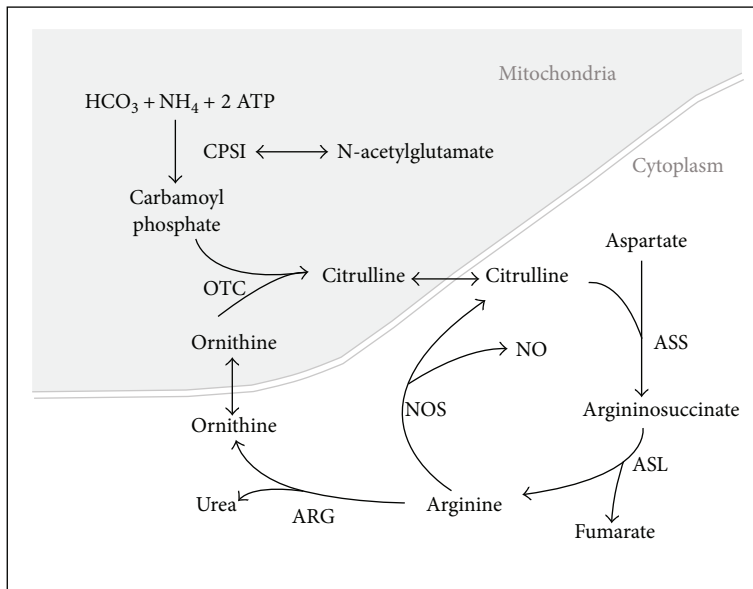 Mitochondria
HCO₃ + NH₄ + 2 ATP
CPSI
N-acetylglutamate
Cytoplasm
Carbamoyl
phosphate
Aspartate
OTC
Citrulline
Citrulline
Ornithine
NO
ASS
NOS
Argininosuccinate
Ornithine
ASL
Urea
ARG
Arginine
Fumarate